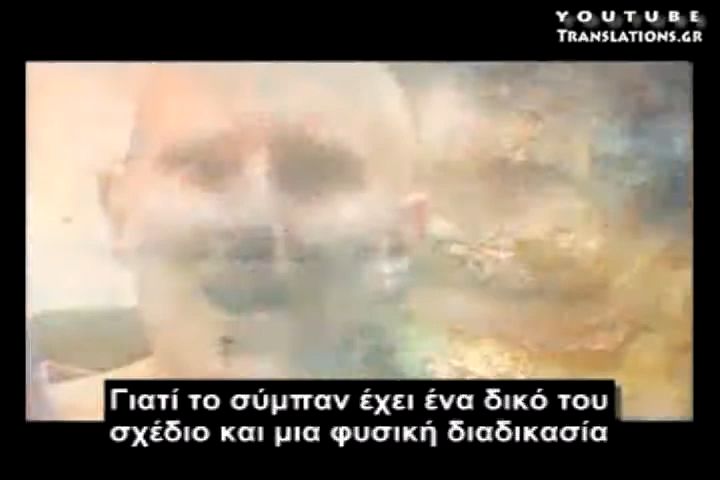 YOUTUBE
TRANSLATIONS.GR
Γιατί το σύμπαν έχει ένα δικό του
σχέδιο και μια φυσική διαδικασία